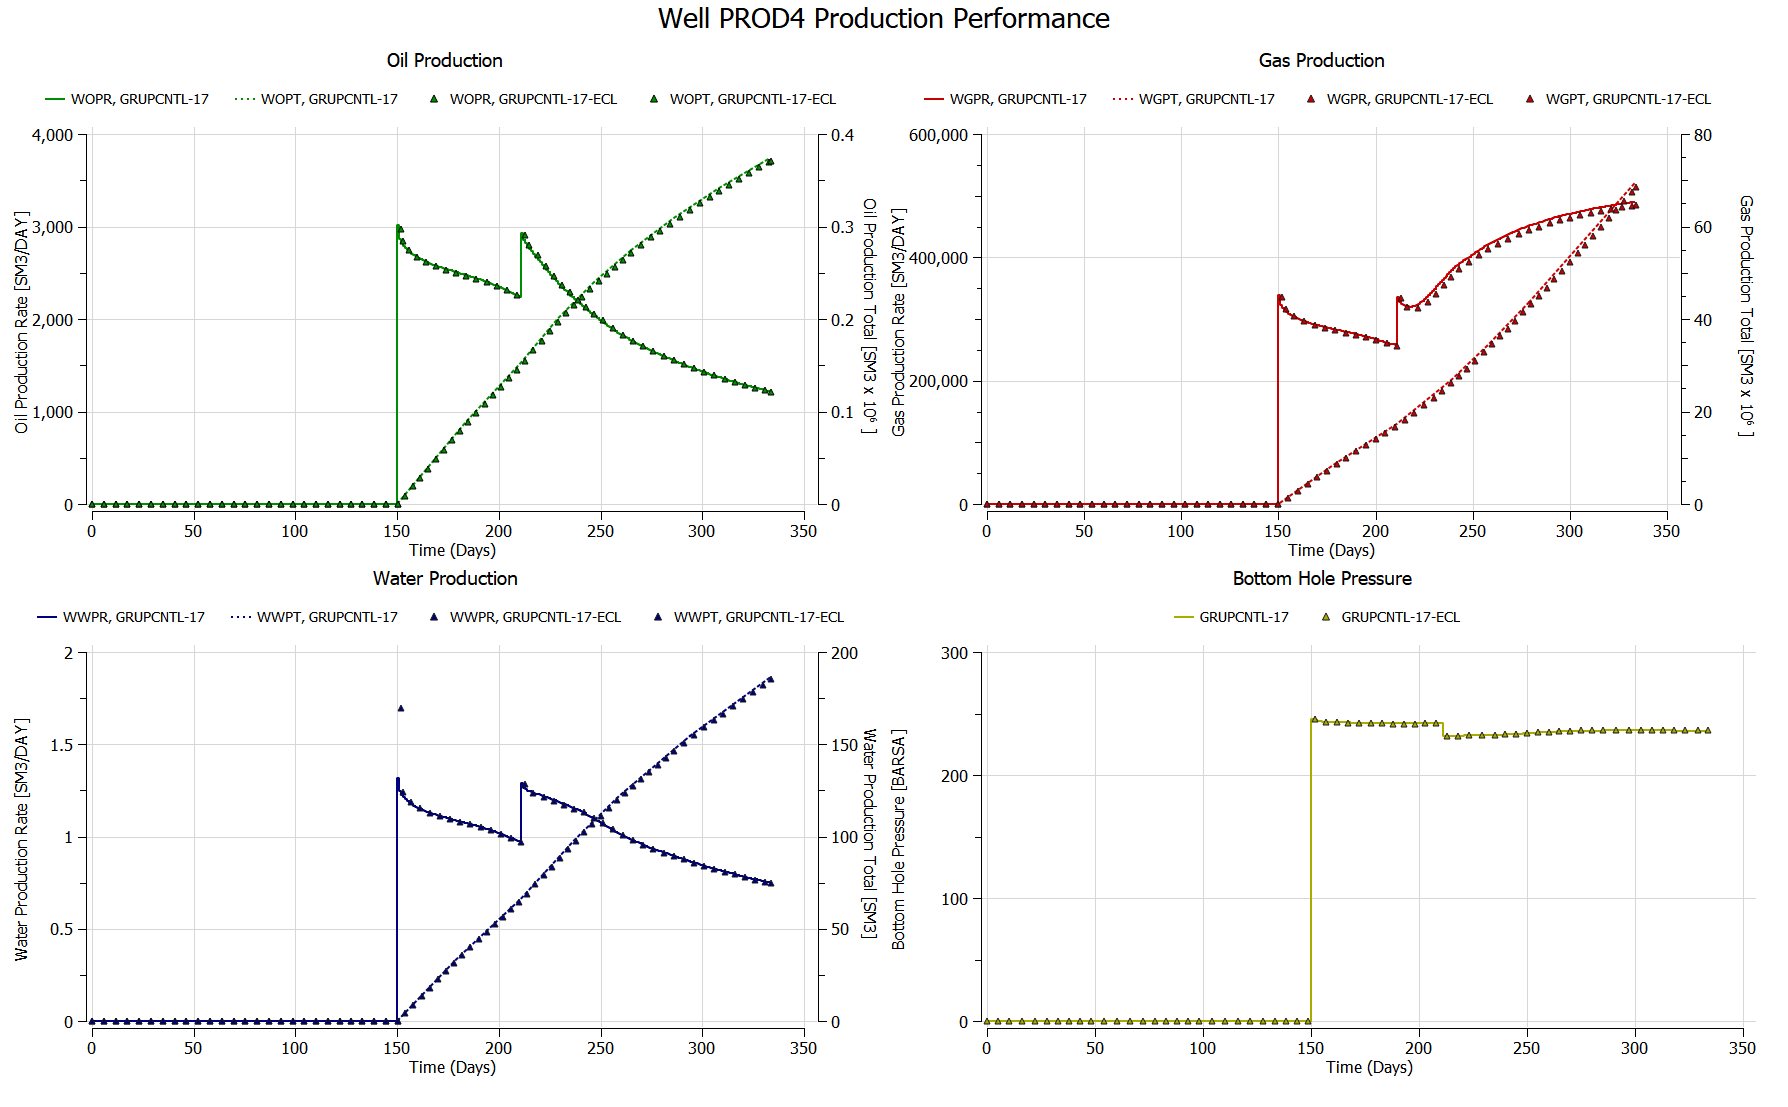 Well PROD4 Production Performance
Oil Production
WOPR, GRUPCNTL-17 WOPT, GRUPCNTL-17 WOPR, GRUPCNTL-17-ECL WOPT, GRUPCNTL-17-ECL
Oil Production Rate [SM3/DAY]
4,000
3,000
2,000
1,000
0
0.4
0.3
0.2
0.1
0
Oil Production Total [SM3 x 10⁶ ]
0 50 100 150 200 250 300 350
Time (Days)
Gas Production
WGPR, GRUPCNTL-17 WGPT, GRUPCNTL-17 WGPR, GRUPCNTL-17-ECL WGPT, GRUPCNTL-17-ECL
Gas Production Rate [SM3/DAY]
600,000
400,000
200,000
0
80
60
40
20
0
Gas Production Total [SM3 x 10⁶ ]
0 50 100 150 200 250 300 350
Time (Days)
Water Production
WWPR, GRUPCNTL-17 WWPT, GRUPCNTL-17 WWPR, GRUPCNTL-17-ECL WWPT, GRUPCNTL-17-ECL
Water Production Rate [SM3/DAY]
2
1.5
1
0.5
0
200
150
100
50
0
Water Production Total [SM3]
0 50 100 150 200 250 300 350
Time (Days)
Bottom Hole Pressure
GRUPCNTL-17 GRUPCNTL-17-ECL
Bottom Hole Pressure [BARSA]
300
200
100
0
0 50 100 150 200 250 300 350
Time (Days)